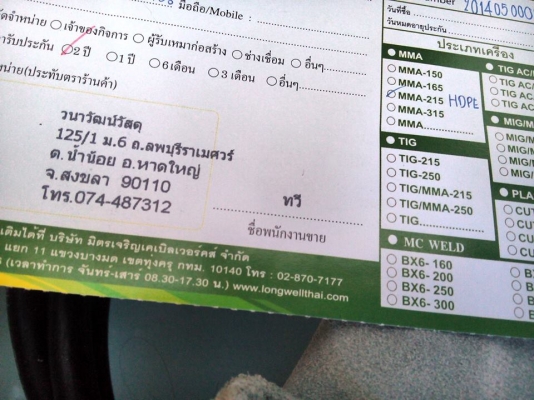 มือถือ/Mobile :
จำหน่าย ○ เจ้าของกิจการ ○ ผู้รับเหมาก่อสร้าง ○ ช่างเชื่อม ○ อื่นๆ
ารับประกัน ○ 2 ปี ○ 1 ปี ○ 6 เดือน ○ 3 เดือน ○ อื่นๆ
น่าย(ประทับตราร้านค้า)
วนาวัฒน์วัสดุ
125/1 ม.6 ถ.ลพบุรีราเมศวร์
ต.น้ำน้อย อ.หาดใหญ่
จ.สงขลา 90110
โทร.074-487312
ทวี
ชื่อพนักงานขาย
เติมได้ที่ บริษัท มิตรเจริญเคเบิลเวอร์คส์ จำกัด
แยก 11 แขวงบางมด เขตทุ่งครุ กทม. 10140 โทร : 02-870-7177
(เวลาทำการ จันทร์-เสาร์ 08.30-17.30 น.) www.longwellthai.com
วันที่ซื้อ
วันหมดอายุประกัน
ประเภทเครื่อง
MMA
MMA-150
MMA-165
MMA-215 HDPE
MMA-315
MMA
TIG
TIG-215
TIG-250
TIG/MMA-215
TIG/MMA-250
TIG
MC WELD
BX6- 160
BX6- 200
BX6- 250
BX6- 300
TIG AC/
TIG AC/
TIG AC
TIG AC
MIG/M
MIG/M
MIG/M
MIG/M
MIG/M
PLA
CU
CU
CU